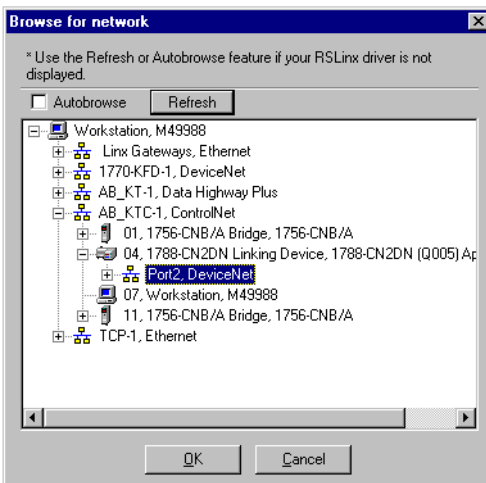 Browse for network
* Use the Refresh or Autobrowse feature if your RSLinx driver is not
displayed.
Autobrowse Refresh
Workstation, M49988
Linx Gateways, Ethernet
1770-KFD-1, DeviceNet
AB_KT-1, Data Highway Plus
AB_KTC-1, ControlNet
01, 1756-CNB/A Bridge, 1756-CNB/A
04, 1788-CN2DN Linking Device, 1788-CN2DN (Q005) Ap
Port2, DeviceNet
07, Workstation, M49988
11, 1756-CNB/A Bridge, 1756-CNB/A
TCP-1, Ethernet
OK Cancel